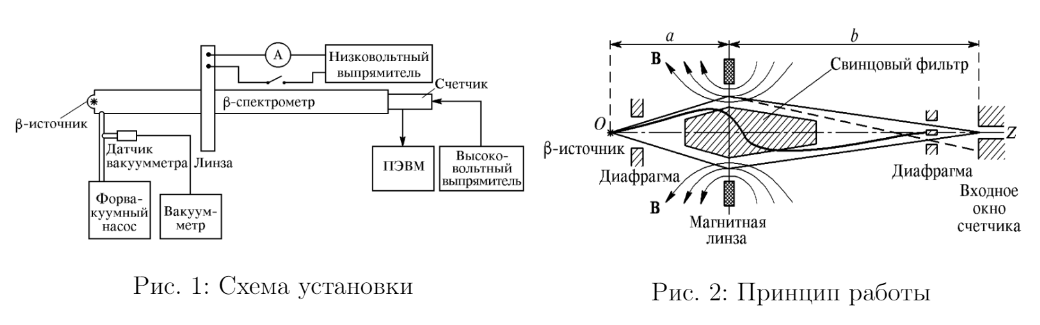 А
Низковольтный
выпрямитель
Счетчик
β-спектрометр
β-источник
Датчик
вакуумметра
Линза
ПЭВМ
Высоко-
вольтный
выпрямитель
Форва-
куумный
насос
Вакуум-
метр
Рис. 1: Схема установки
a
b
B
Свинцовый фильтр
O
Z
β-источник
Диафрагма
Диафрагма
B
Магнитная
линза
Входное
окно
счетчика
Рис. 2: Принцип работы